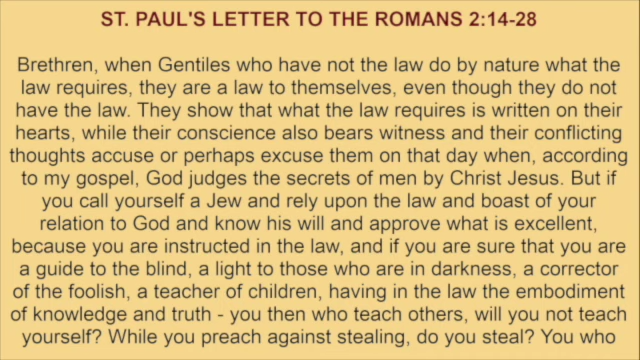 ST. PAUL'S LETTER TO THE ROMANS 2:14-28
Brethren, when Gentiles who have not the law do by nature what the
law requires, they are a law to themselves, even though they do not
have the law. They show that what the law requires is written on their
hearts, while their conscience also bears witness and their conflicting
thoughts accuse or perhaps excuse them on that day when, according
to my gospel, God judges the secrets of men by Christ Jesus. But if
you call yourself a Jew and rely upon the law and boast of your
relation to God and know his will and approve what is excellent,
because you are instructed in the law, and if you are sure that you are
a guide to the blind, a light to those who are in darkness, a corrector
of the foolish, a teacher of children, having in the law the embodiment
of knowledge and truth - you then who teach others, will you not teach
yourself? While you preach against stealing, do you steal? You who